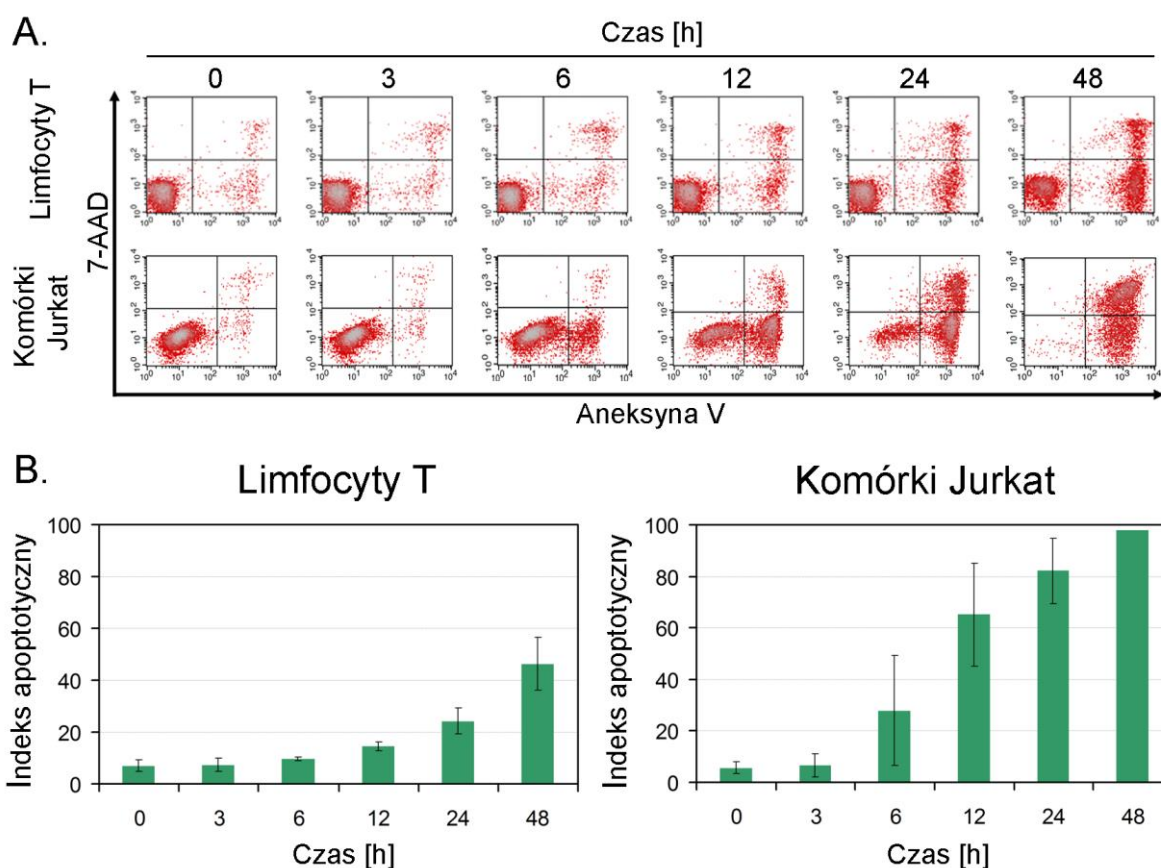 A.
Czas [h]
0 3 6 12 24 48
Limfocyty T
Komórki Jurkat
7-AAD
Aneksyna V
B.
Limfocyty T
Indeks apoptotyczny
100
80
60
40
20
0
0 3 6 12 24 48
Czas [h]
Komórki Jurkat
Indeks apoptotyczny
100
80
60
40
20
0
0 3 6 12 24 48
Czas [h]